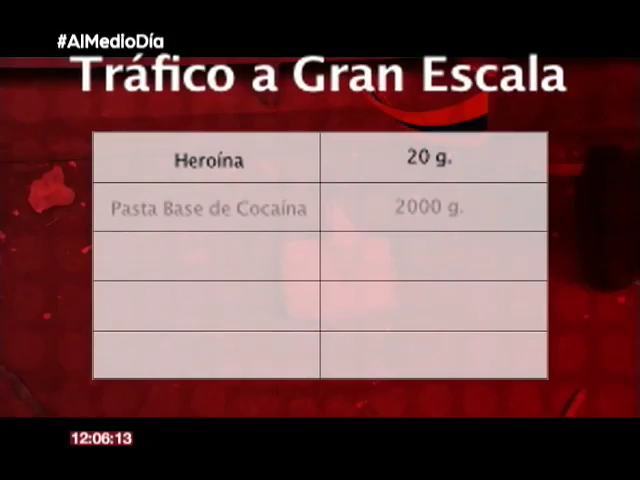 #AlMedioDía
Tráfico a Gran Escala
Heroína 20 g.
Pasta Base de Cocaína 2000 g.
12:06:13